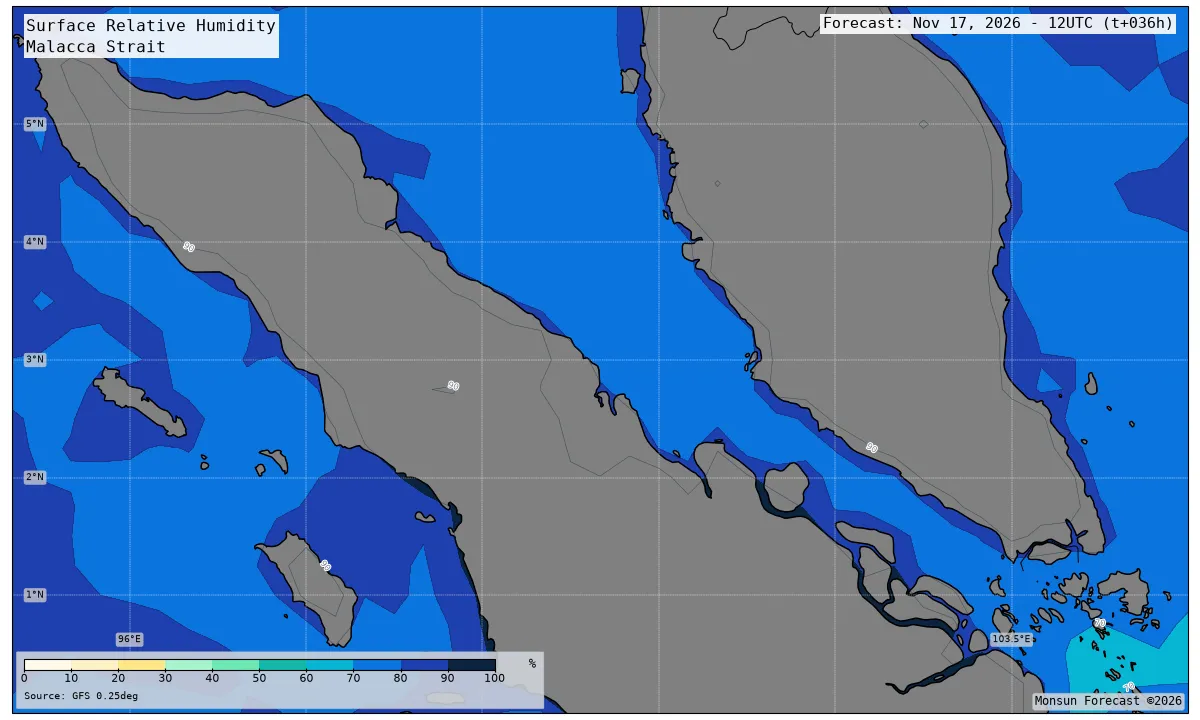 Surface Relative Humidity
Malacca Strait
Forecast: Nov 17, 2026 - 12UTC (t+036h)
5°N
4°N
90
3°N
90
90
2°N
90
1°N
70
96°E
103.5°E
%
0 10 20 30 40 50 60 70 80 90 100
70
Source: GFS 0.25deg
Monsun Forecast ©2026